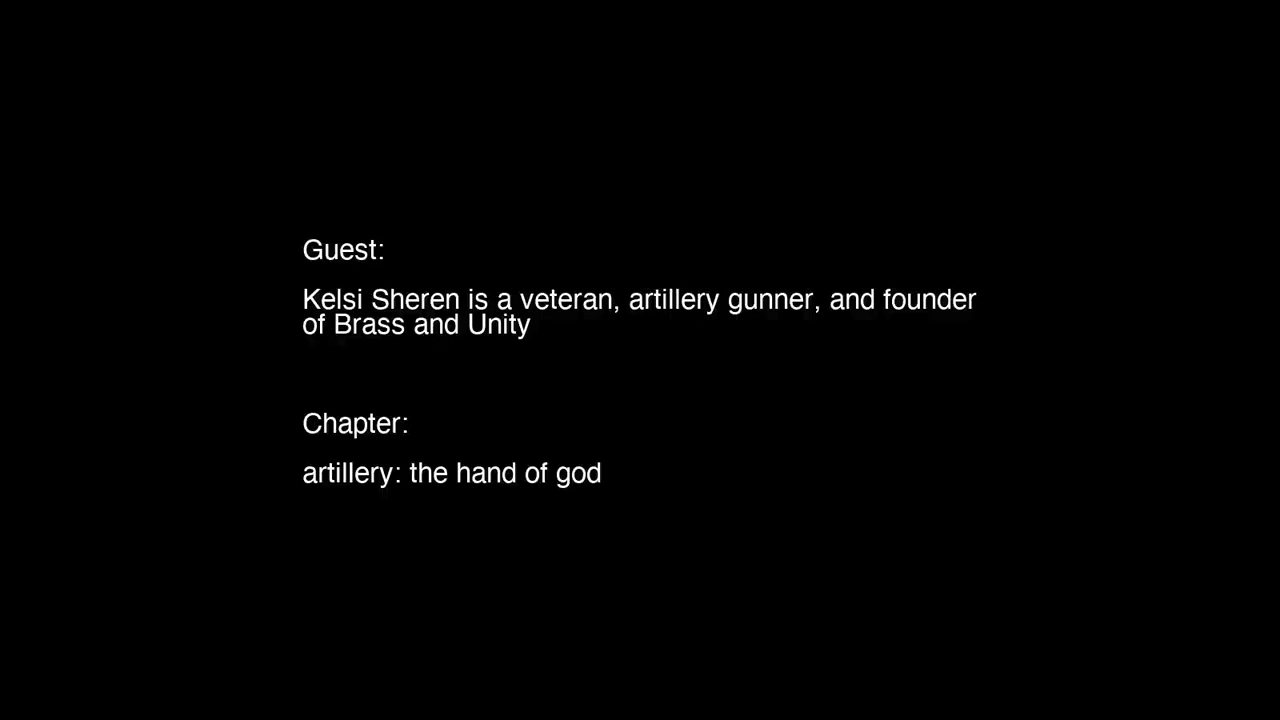 Guest:
Kelsi Sheren is a veteran, artillery gunner, and founder
of Brass and Unity
Chapter:
artillery: the hand of god